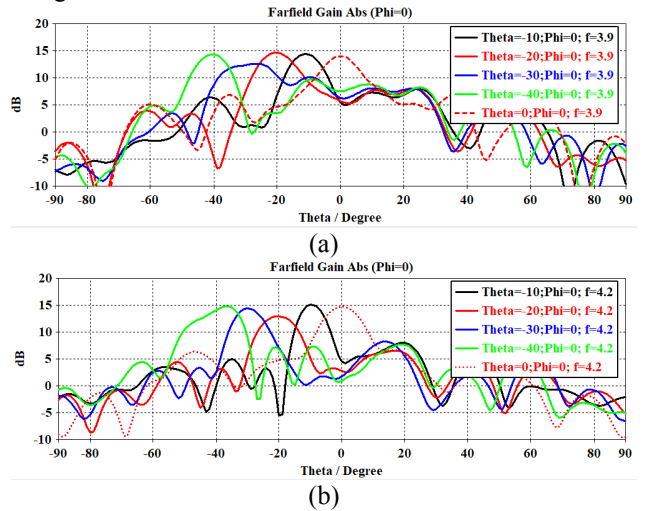 Farfield Gain Abs (Phi=0)
20
15
10
5
0
-5
-10
dB
Theta=-10;Phi=0; f=3.9
Theta=-20;Phi=0; f=3.9
Theta=-30;Phi=0; f=3.9
Theta=-40;Phi=0; f=3.9
Theta=0;Phi=0; f=3.9
-90 -80 -60 -40 -20 0 20 40 60 80 90
Theta / Degree
(a)
Farfield Gain Abs (Phi=0)
20
15
10
5
0
-5
-10
dB
Theta=-10;Phi=0; f=4.2
Theta=-20;Phi=0; f=4.2
Theta=-30;Phi=0; f=4.2
Theta=-40;Phi=0; f=4.2
Theta=0;Phi=0; f=4.2
-90 -80 -60 -40 -20 0 20 40 60 80 90
Theta / Degree
(b)